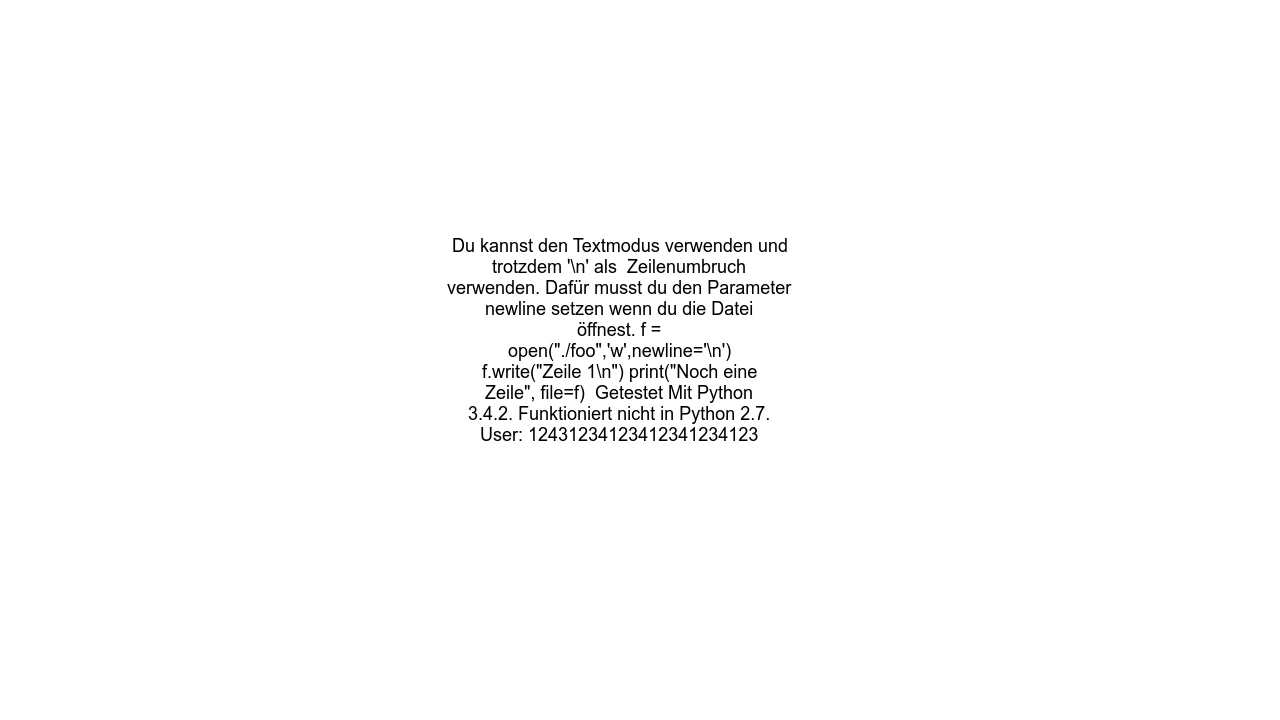 Du kannst den Textmodus verwenden und
trotzdem '\n' als  Zeilenumbruch
verwenden. Dafür musst du den Parameter
newline setzen wenn du die Datei
öffnest. f =
open("./foo",'w',newline='\n')
f.write("Zeile 1\n") print("Noch eine
Zeile", file=f)  Getestet Mit Python
3.4.2. Funktioniert nicht in Python 2.7.
User: 12431234123412341234123